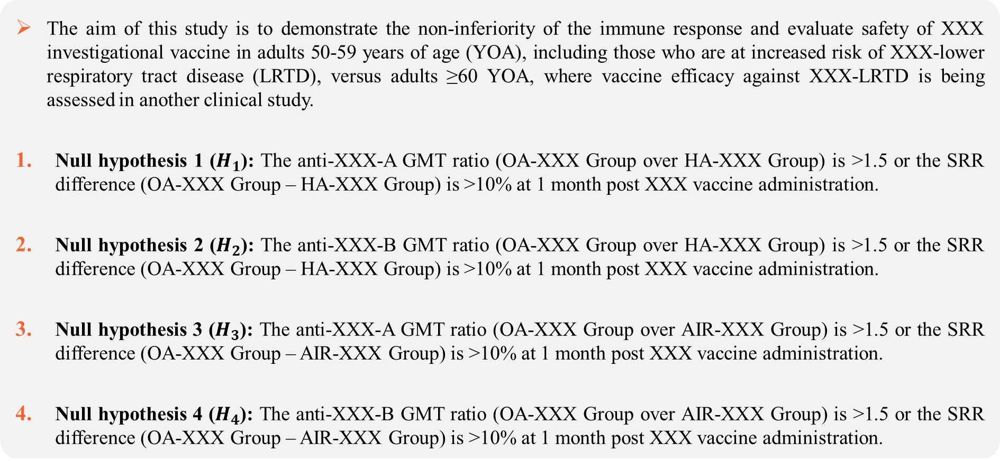 ➢ The aim of this study is to demonstrate the non-inferiority of the immune response and evaluate safety of XXX
investigational vaccine in adults 50-59 years of age (YOA), including those who are at increased risk of XXX-lower
respiratory tract disease (LRTD), versus adults ≥60 YOA, where vaccine efficacy against XXX-LRTD is being
assessed in another clinical study.
1. Null hypothesis 1 (H₁): The anti-XXX-A GMT ratio (OA-XXX Group over HA-XXX Group) is >1.5 or the SRR
difference (OA-XXX Group – HA-XXX Group) is >10% at 1 month post XXX vaccine administration.
2. Null hypothesis 2 (H₂): The anti-XXX-B GMT ratio (OA-XXX Group over HA-XXX Group) is >1.5 or the SRR
difference (OA-XXX Group – HA-XXX Group) is >10% at 1 month post XXX vaccine administration.
3. Null hypothesis 3 (H₃): The anti-XXX-A GMT ratio (OA-XXX Group over AIR-XXX Group) is >1.5 or the SRR
difference (OA-XXX Group – AIR-XXX Group) is >10% at 1 month post XXX vaccine administration.
4. Null hypothesis 4 (H₄): The anti-XXX-B GMT ratio (OA-XXX Group over AIR-XXX Group) is >1.5 or the SRR
difference (OA-XXX Group – AIR-XXX Group) is >10% at 1 month post XXX vaccine administration.